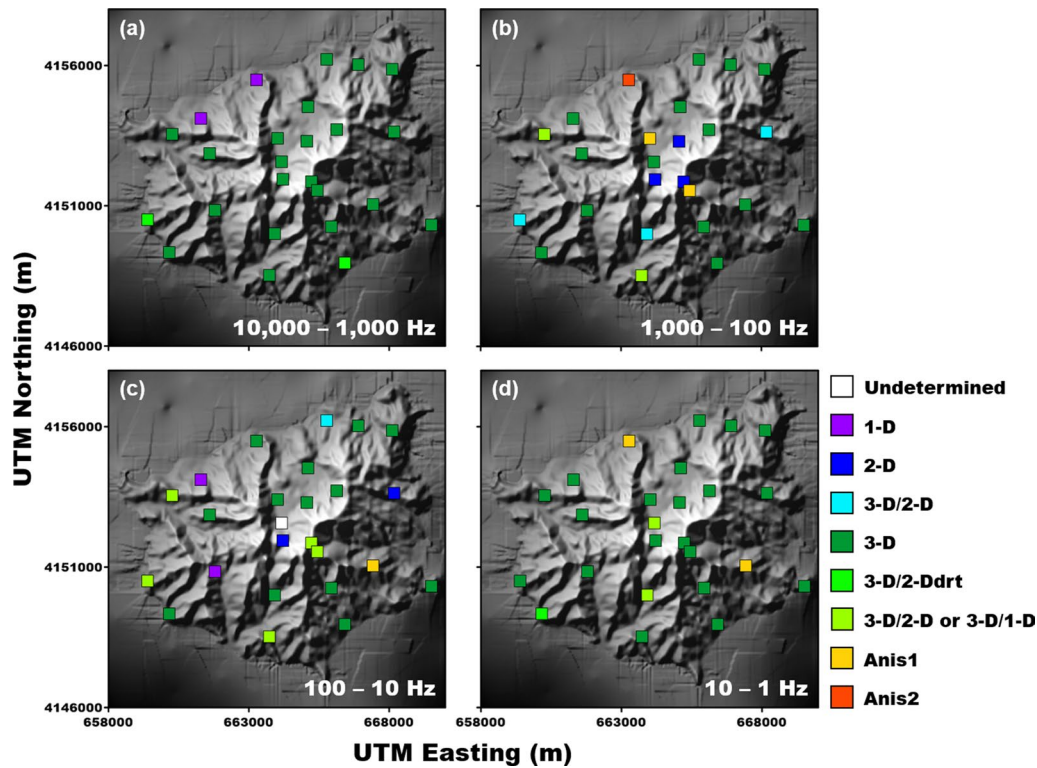 (a)
(b)
4156000
4151000
4146000
10,000 – 1,000 Hz
1,000 – 100 Hz
UTM Northing (m)
(c)
(d)
4156000
4151000
4146000
100 – 10 Hz
10 – 1 Hz
658000
663000
668000
658000
663000
668000
UTM Easting (m)
Undetermined
1-D
2-D
3-D/2-D
3-D
3-D/2-Ddrt
3-D/2-D or 3-D/1-D
Anis1
Anis2